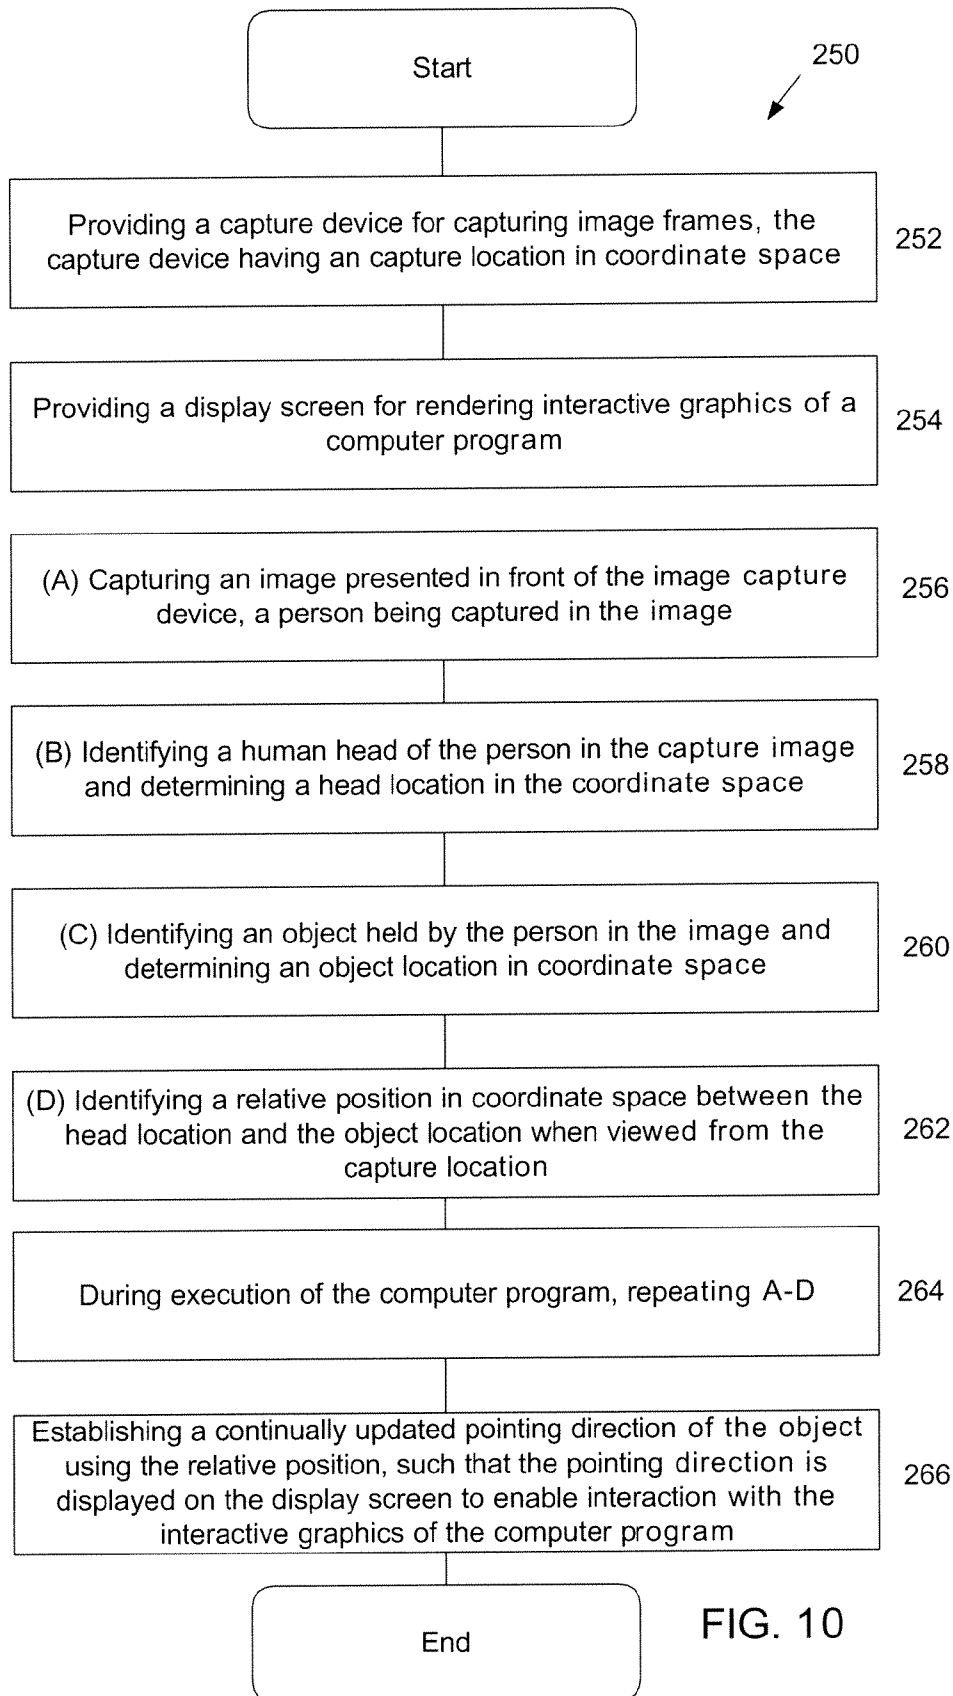 Start
250
Providing a capture device for capturing image frames, the
capture device having an capture location in coordinate space
252
Providing a display screen for rendering interactive graphics of a
computer program
254
(A) Capturing an image presented in front of the image capture
device, a person being captured in the image
256
(B) Identifying a human head of the person in the capture image
and determining a head location in the coordinate space
258
(C) Identifying an object held by the person in the image and
determining an object location in coordinate space
260
(D) Identifying a relative position in coordinate space between the
head location and the object location when viewed from the
capture location
262
During execution of the computer program, repeating A-D
264
Establishing a continually updated pointing direction of the object
using the relative position, such that the pointing direction is
displayed on the display screen to enable interaction with the
interactive graphics of the computer program
266
End
FIG. 10